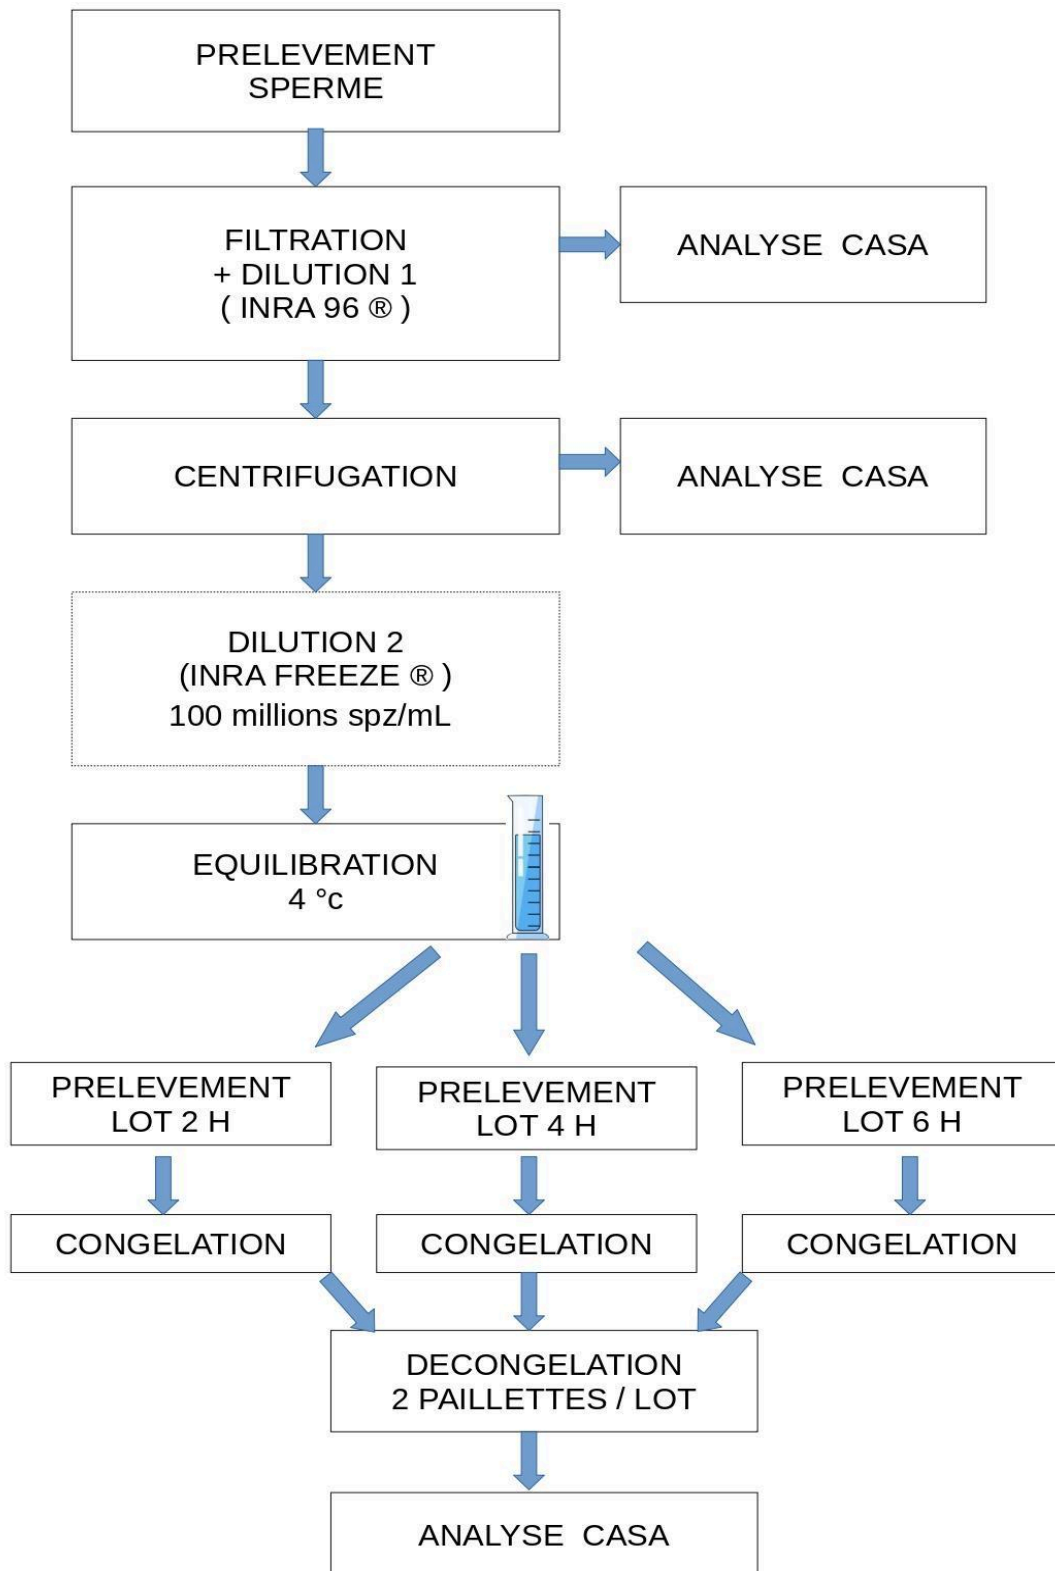 PRELEVEMENT
SPERME
FILTRATION
+ DILUTION 1
( INRA 96 ® )
ANALYSE CASA
CENTRIFUGATION
ANALYSE CASA
DILUTION 2
(INRA FREEZE ® )
100 millions spz/mL
EQUILIBRATION
4 °c
PRELEVEMENT
LOT 2 H
PRELEVEMENT
LOT 4 H
PRELEVEMENT
LOT 6 H
CONGELATION
CONGELATION
CONGELATION
DECONGELATION
2 PAILLETTES / LOT
ANALYSE CASA